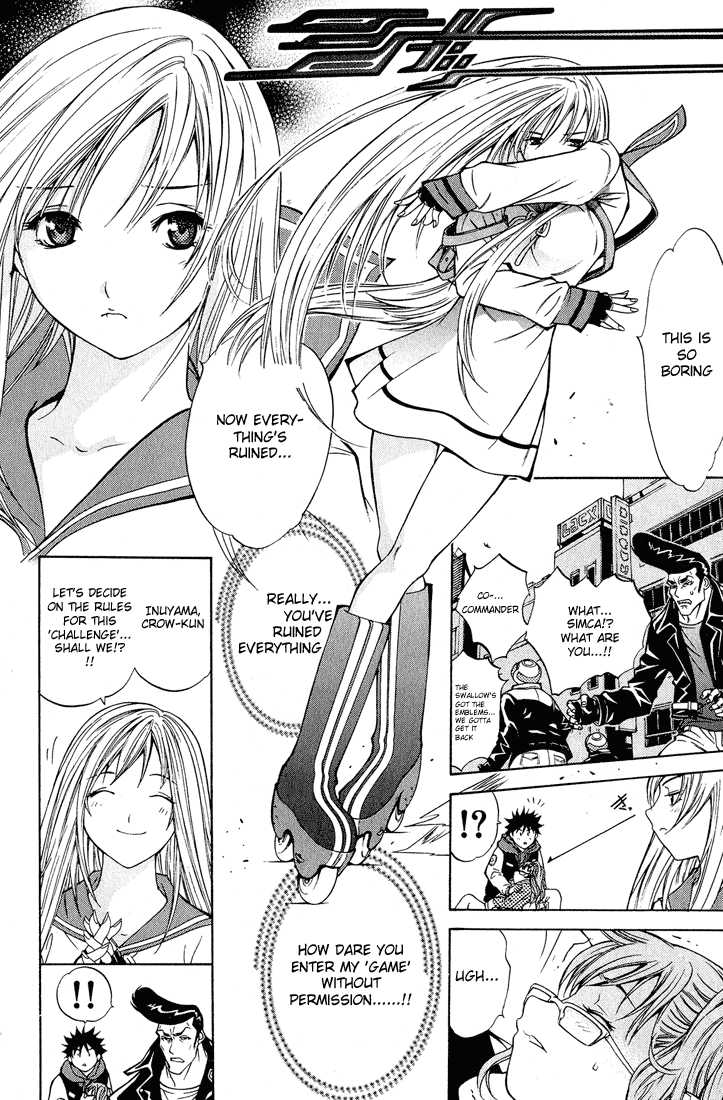 THIS IS
SO
BORING
NOW EVERY-
THING'S
RUINED...
LACX
WHAT...
SIMCA!?
WHAT ARE
YOU...!!
CO-...
COMMANDER
THE
SWALLOW'S
GOT THE
EMBLEMS...
WE GOTTA
GET IT
BACK
REALLY...
YOU'VE
RUINED
EVERYTHING
!?
UGH...
HOW DARE YOU
ENTER MY 'GAME'
WITHOUT
PERMISSION......!!
INUYAMA,
CROW-KUN
LET'S DECIDE
ON THE RULES
FOR THIS
'CHALLENGE'...
SHALL WE!?
!!
!!